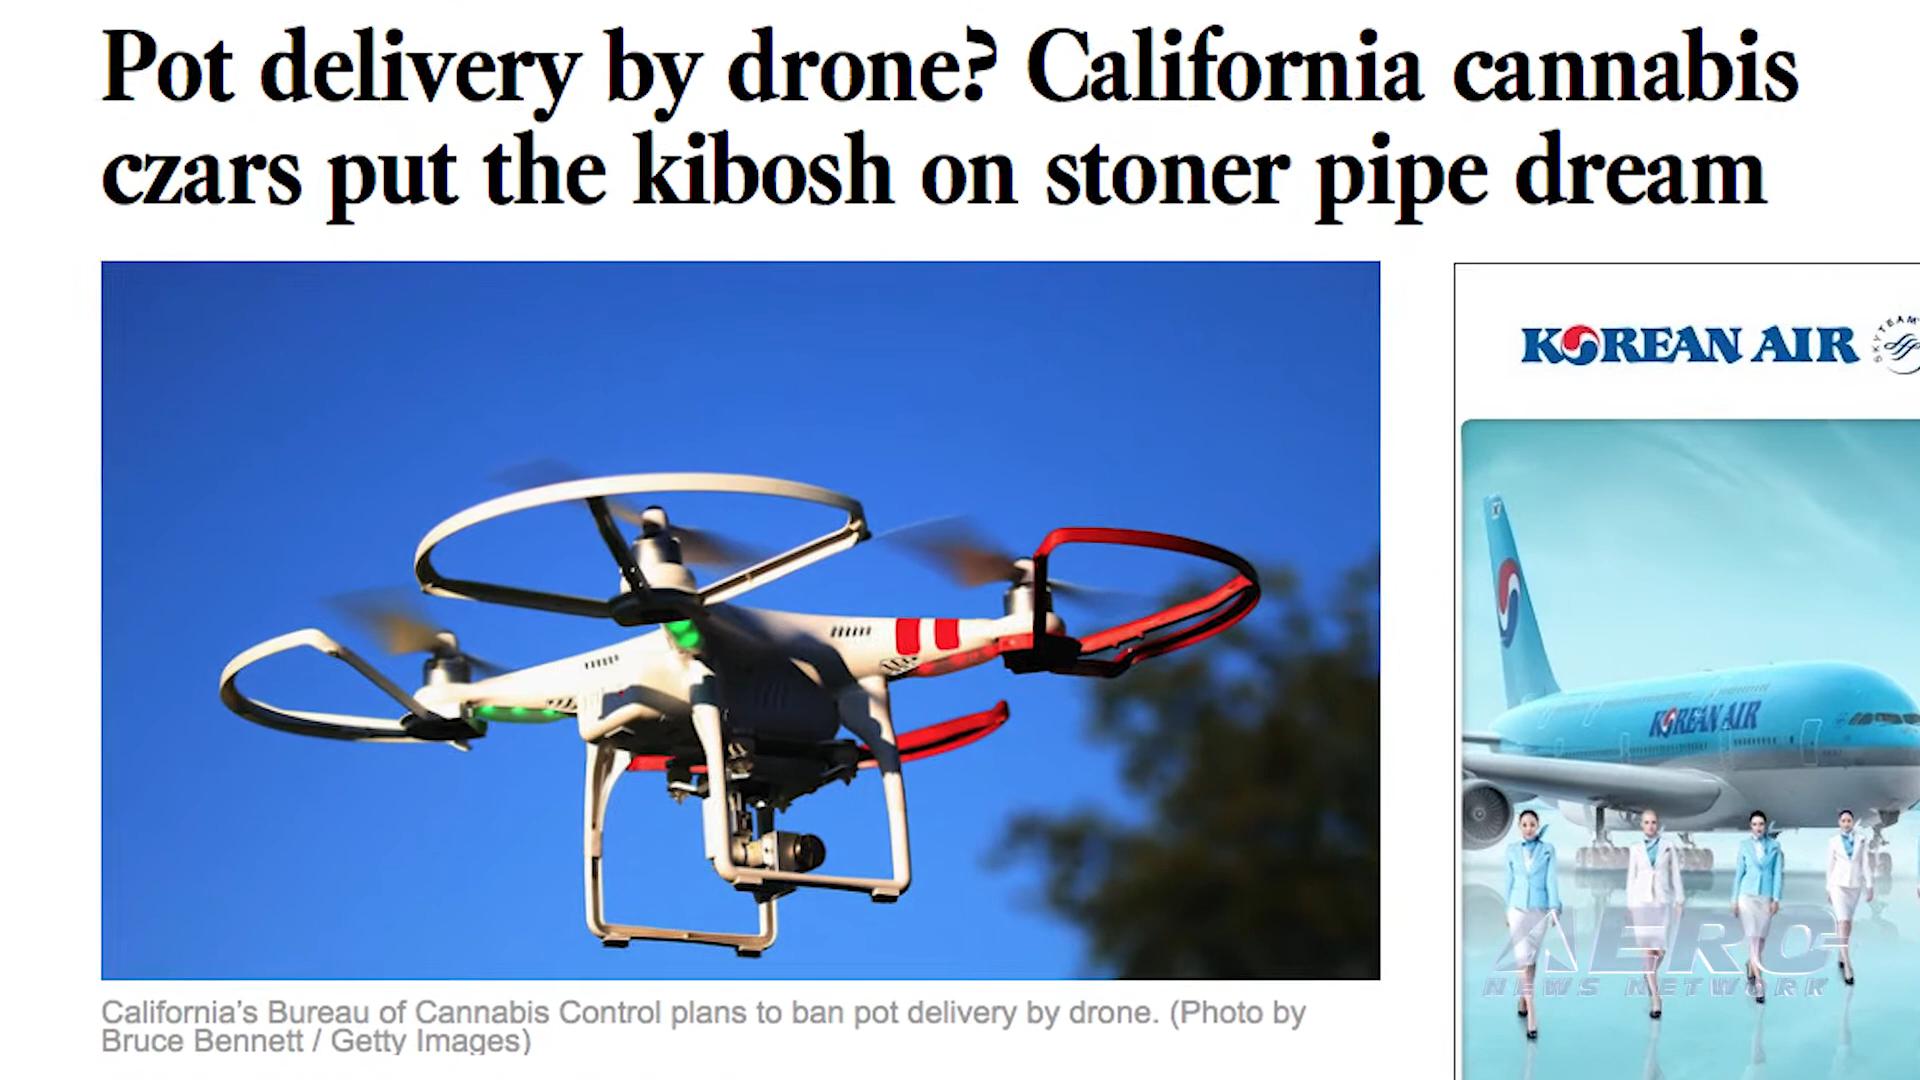 Pot delivery by drone? California cannabis
czars put the kibosh on stoner pipe dream
KOREAN AIR
SKYTEAM
KOREAN AIR
California's Bureau of Cannabis Control plans to ban pot delivery by drone. (Photo by
Bruce Bennett / Getty Images)
AERO
NEWS NETWORK